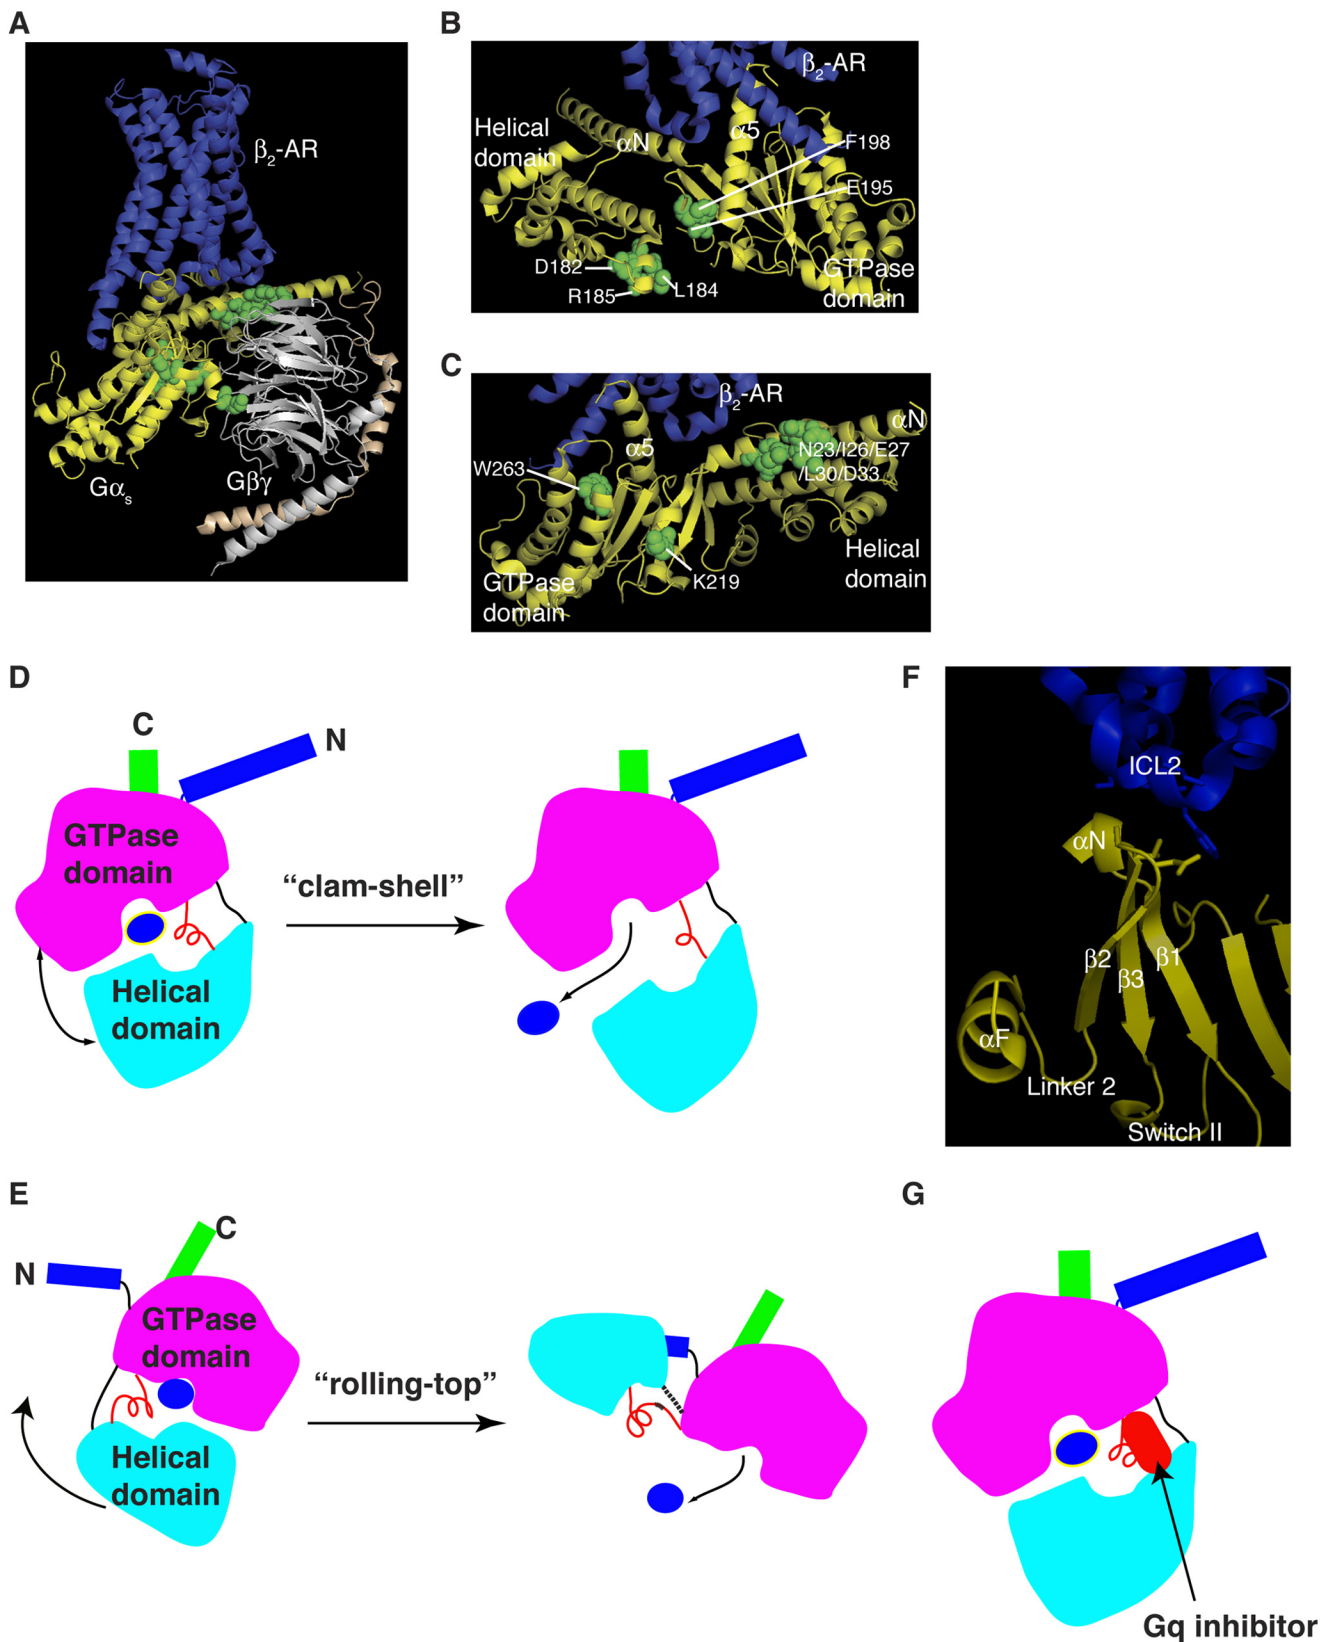 A
β2-AR
Gαs
Gβγ
B
β2-AR
Helical
domain
αN
α5
F198
E195
D182
R185
L184
GTPase
domain
C
β2-AR
αN
α5
W263
N23/I26/E27
/L30/D33
K219
Helical
domain
GTPase
domain
D
C
N
GTPase
domain
Helical
domain
“clam-shell”
E
N
C
GTPase
domain
Helical
domain
“rolling-top”
F
ICL2
αN
β2
β3
β1
αF
Linker 2
Switch II
G
Gq inhibitor